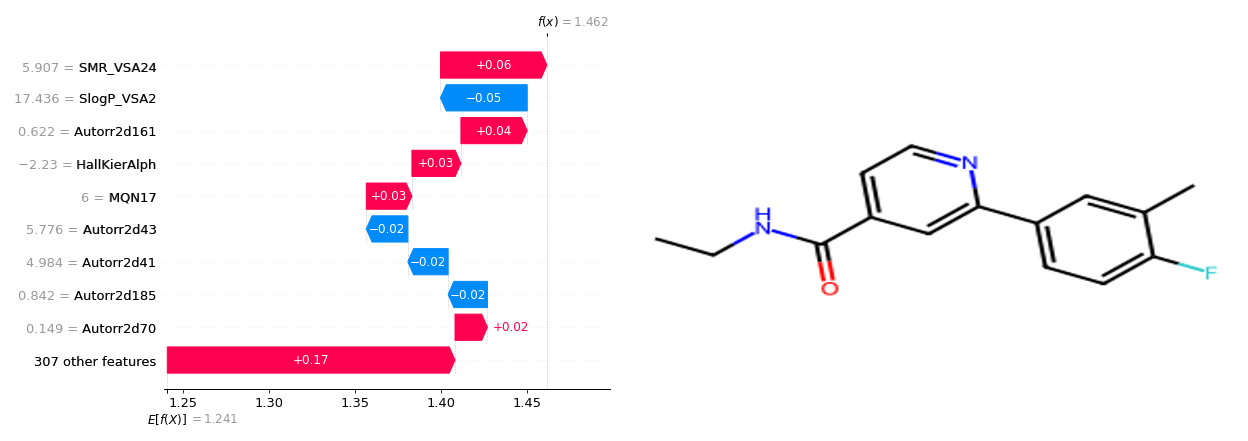 f(x) = 1.462
5.907 = SMR_VSA24
+0.06
17.436 = SlogP_VSA2
−0.05
0.622 = Autorr2d161
+0.04
−2.23 = HallKierAlph
+0.03
6 = MQN17
+0.03
5.776 = Autorr2d43
−0.02
4.984 = Autorr2d41
−0.02
0.842 = Autorr2d185
−0.02
0.149 = Autorr2d70
+0.02
307 other features
+0.17
1.25 1.30 1.35 1.40 1.45
E[f(X)] = 1.241
N
H
N
O
F